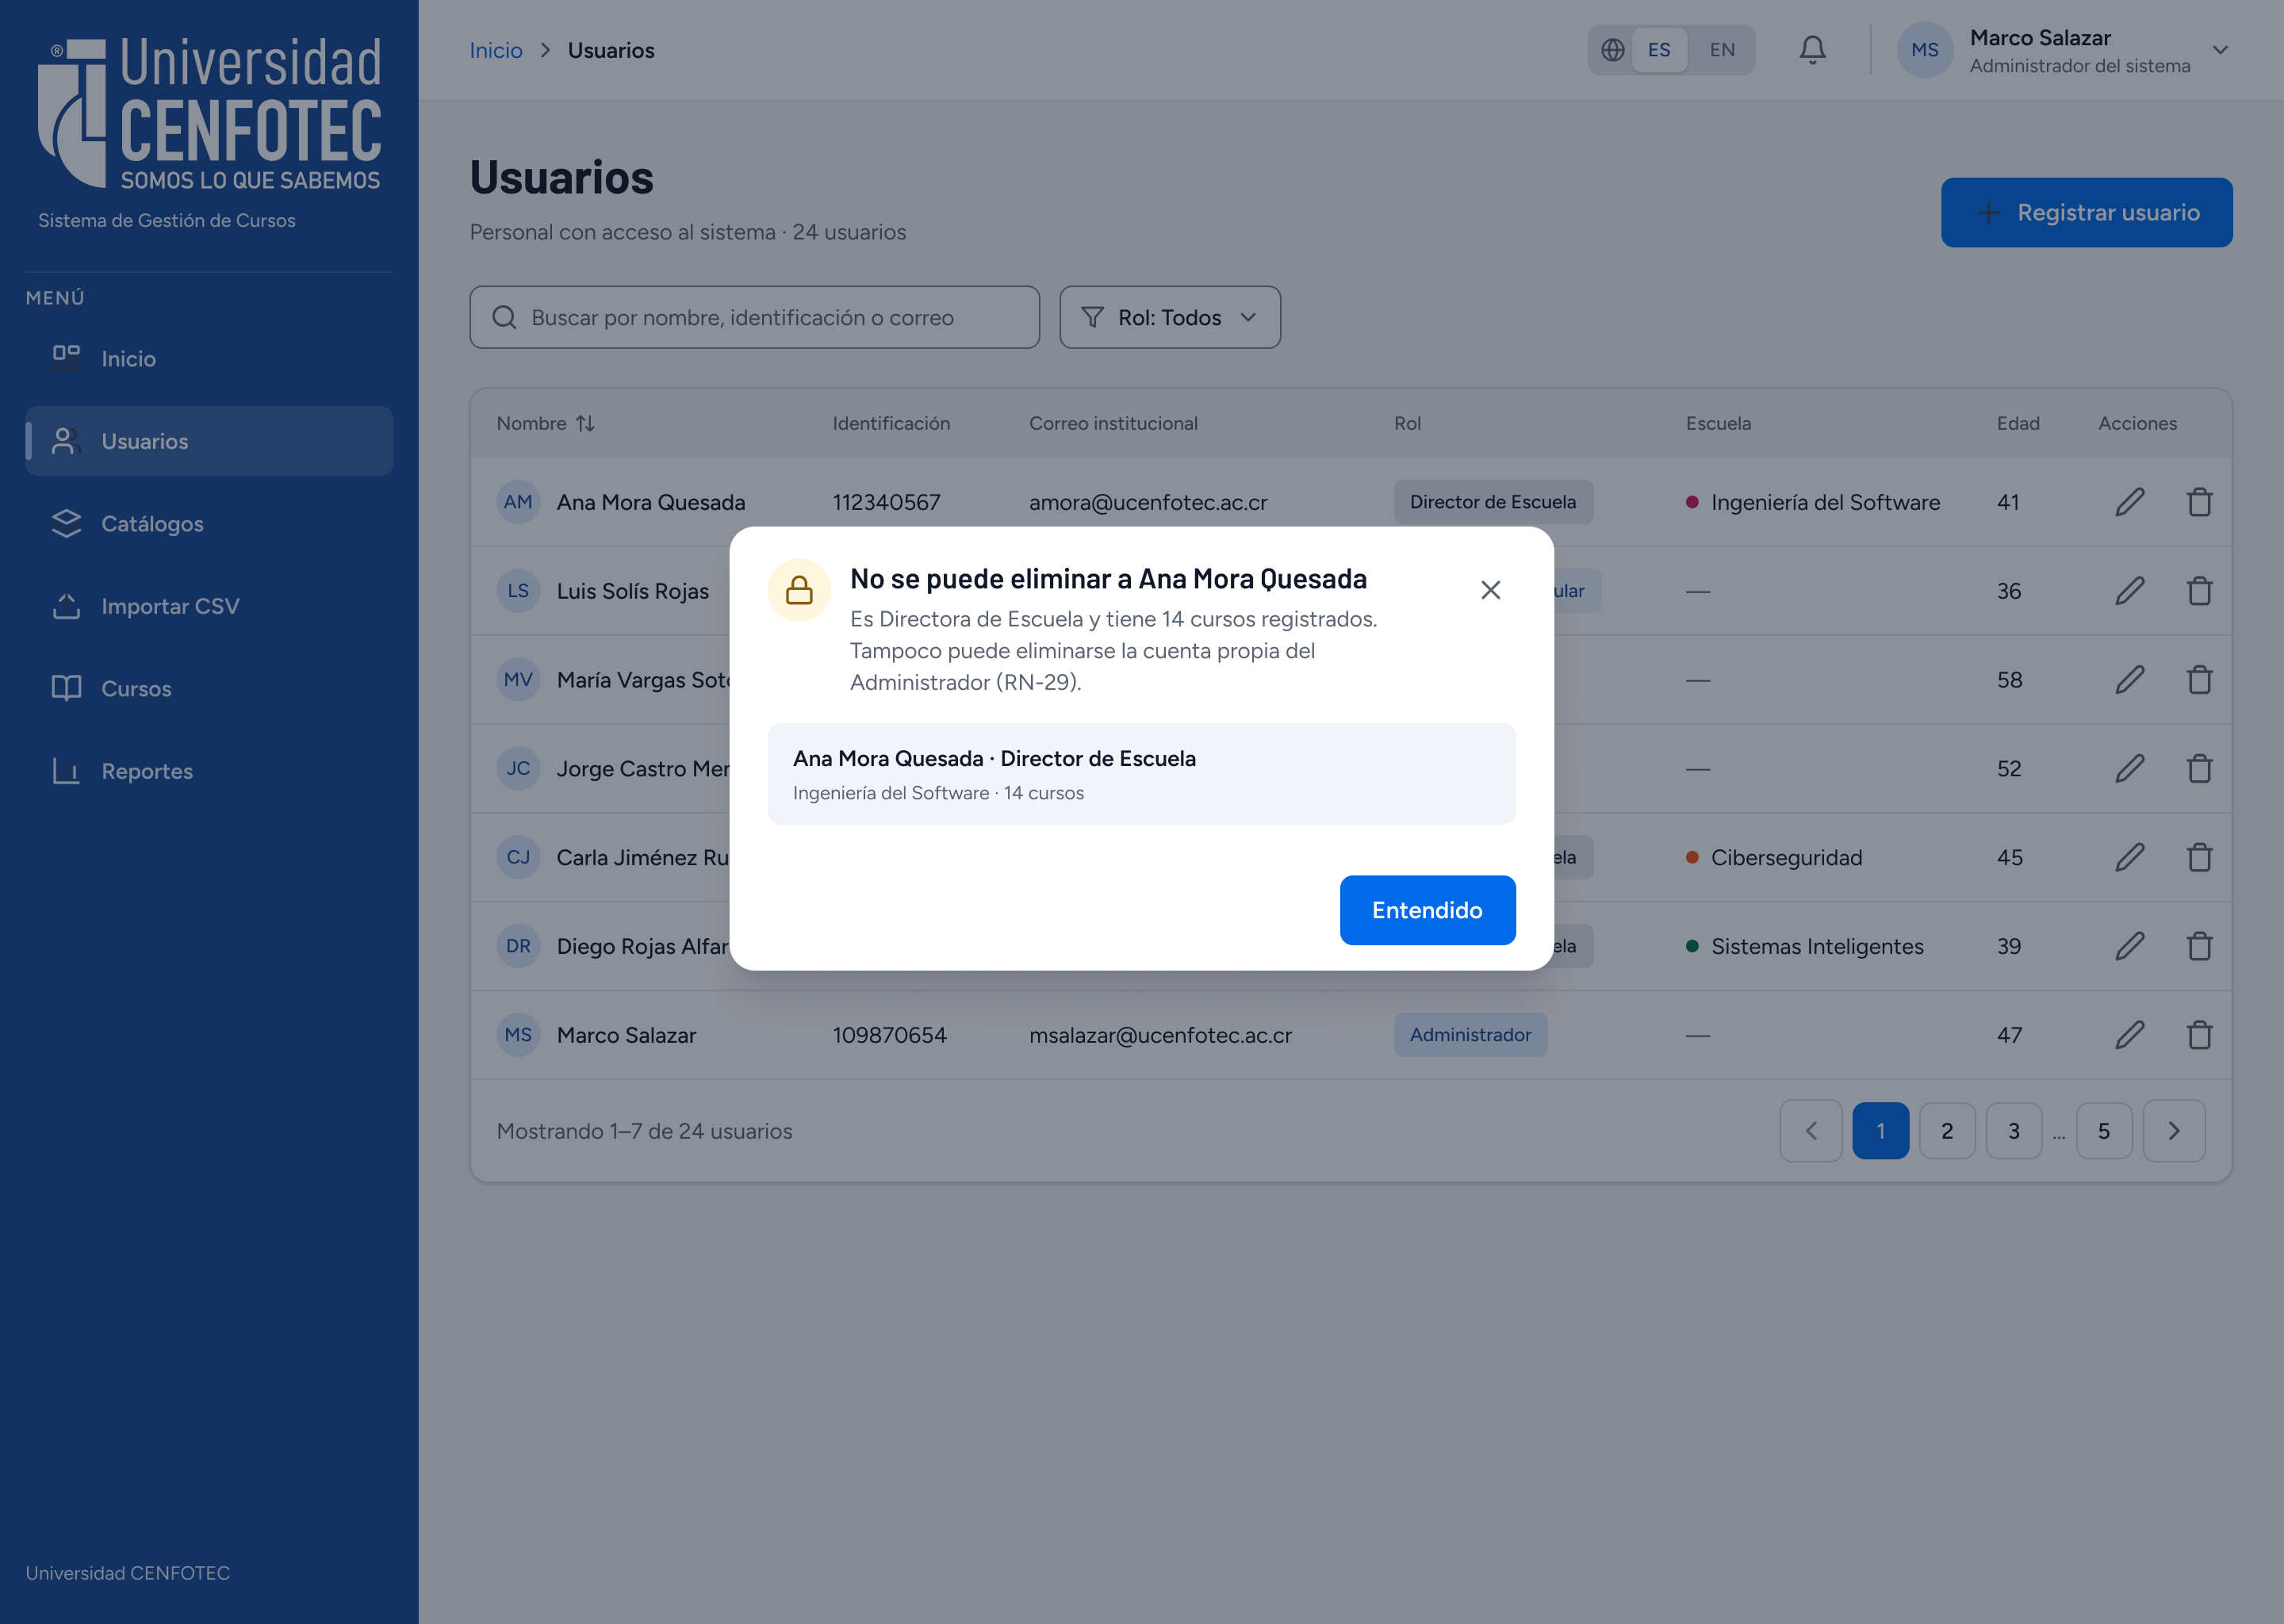 ® Universidad
CENFOTEC
SOMOS LO QUE SABEMOS
Sistema de Gestión de Cursos
MENÚ
Inicio
Usuarios
Catálogos
Importar CSV
Cursos
Reportes
Universidad CENFOTEC
Inicio > Usuarios
ES EN
MS Marco Salazar
Administrador del sistema
Usuarios
Personal con acceso al sistema · 24 usuarios
Registrar usuario
Buscar por nombre, identificación o correo
Rol: Todos
Nombre Identificación Correo institucional Rol Escuela Edad Acciones
AM Ana Mora Quesada 112340567 amora@ucenfotec.ac.cr Director de Escuela Ingeniería del Software 41
LS Luis Solís Rojas — 36
MV María Vargas — 58
JC Jorge Castro — 52
CJ Carla Jiménez Ciberseguridad 45
DR Diego Rojas Sistemas Inteligentes 39
MS Marco Salazar 109870654 msalazar@ucenfotec.ac.cr Administrador — 47
Mostrando 1–7 de 24 usuarios
1 2 3 ... 5
No se puede eliminar a Ana Mora Quesada
Es Directora de Escuela y tiene 14 cursos registrados.
Tampoco puede eliminarse la cuenta propia del
Administrador (RN-29).
Ana Mora Quesada · Director de Escuela
Ingeniería del Software · 14 cursos
Entendido